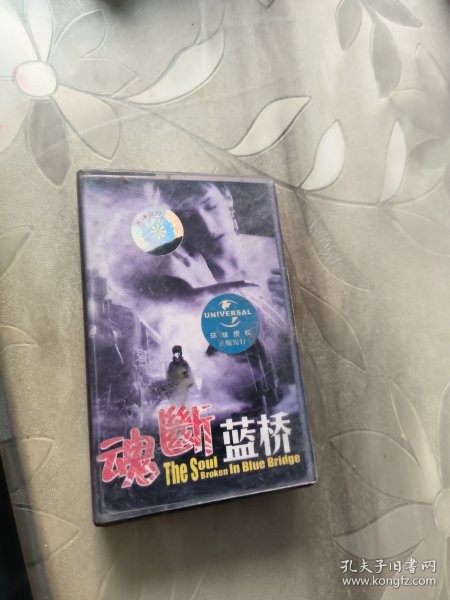 UNIVERSAL
环球授权
正版发行
魂斷蓝桥
The Soul
Broken In Blue Bridge
孔夫子旧书网
www.kongfz.com